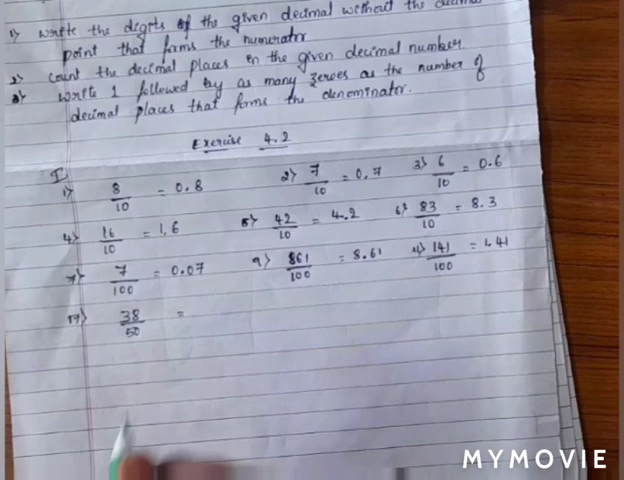 1) write the digits of the given decimal without the decimal
point that forms the numerator
2) count the decimal places in the given decimal number
3) write 1 followed by as many zeroes as the number of
decimal places that forms the denominator.
Exercise 4.2
I
1) 8/10 = 0.8 2) 7/10 = 0.7 3) 6/10 = 0.6
4) 16/10 = 1.6 5) 42/10 = 4.2 6) 83/10 = 8.3
7) 7/100 = 0.07 9) 861/100 = 8.61 141/100 = 1.41
38/50 =
MYMOVIE